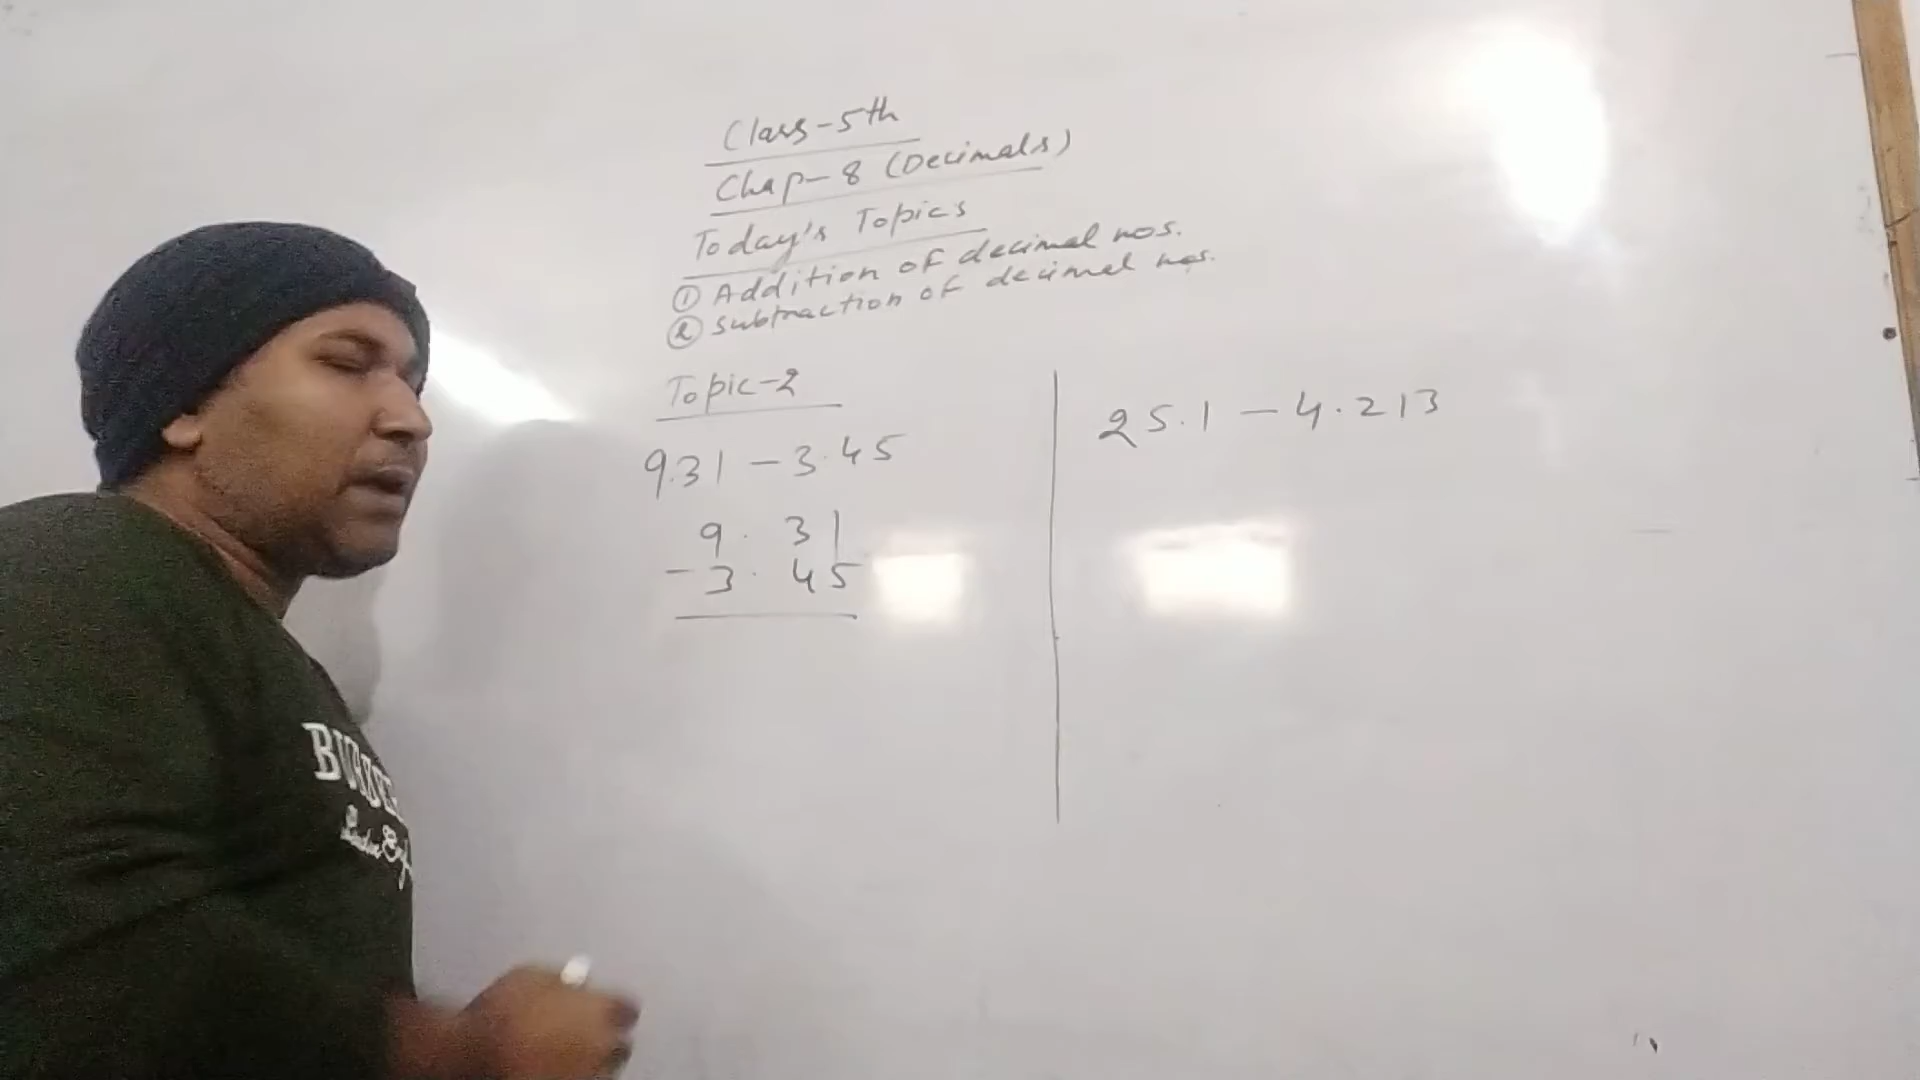 Class-5th
Chap-8 (Decimals)
Today's Topics
① Addition of decimal nos.
② Subtraction of decimal nos.
Topic-2
9.31 - 3.45
9. 31
- 3. 45
25.1 - 4.213